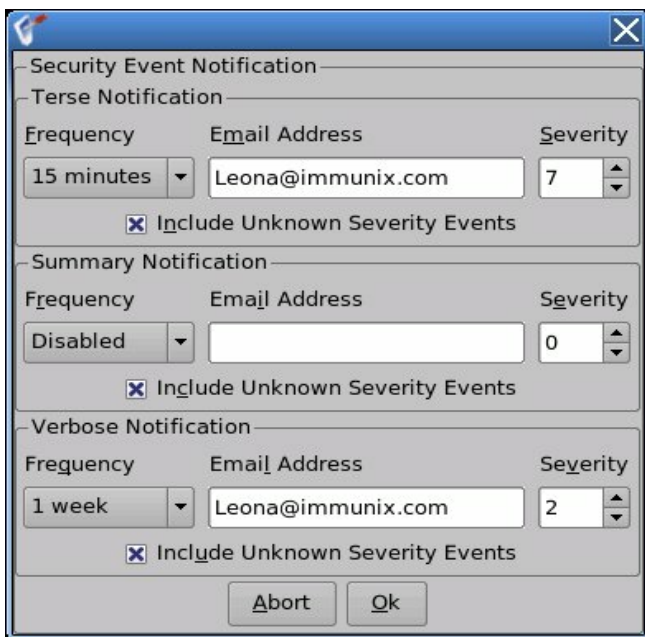 Security Event Notification
Terse Notification
Frequency Email Address Severity
15 minutes Leona@immunix.com 7
Include Unknown Severity Events
Summary Notification
Frequency Email Address Severity
Disabled 0
Include Unknown Severity Events
Verbose Notification
Frequency Email Address Severity
1 week Leona@immunix.com 2
Include Unknown Severity Events
Abort Ok